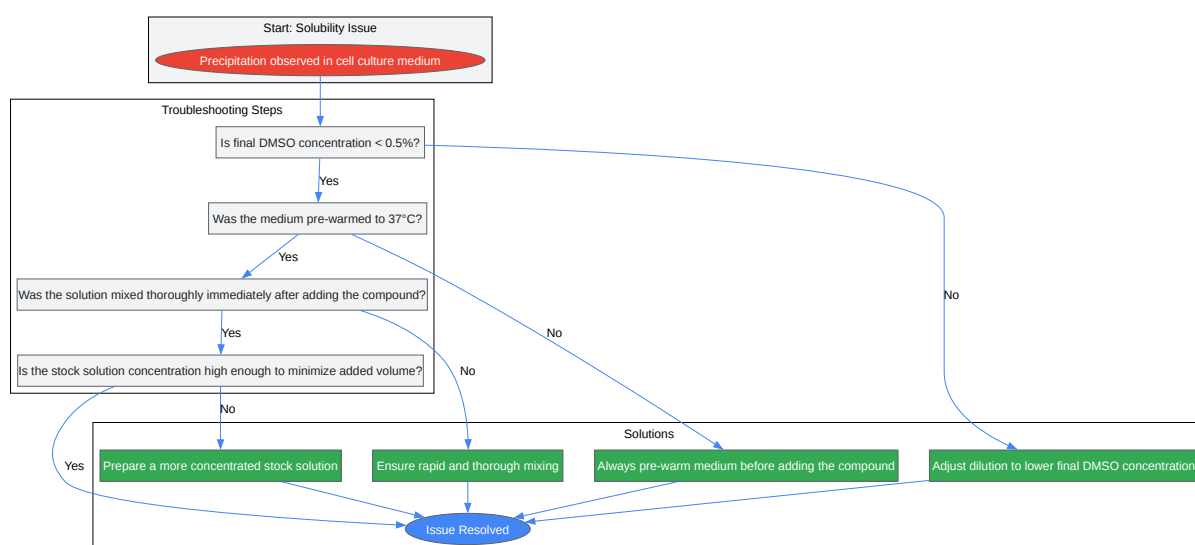 Start: Solubility Issue
Precipitation observed in cell culture medium
Troubleshooting Steps
Is final DMSO concentration < 0.5%?
Yes
Was the medium pre-warmed to 37°C?
Yes
No
Was the solution mixed thoroughly immediately after adding the compound?
Yes
No
Is the stock solution concentration high enough to minimize added volume?
No
No
Solutions
Yes
Prepare a more concentrated stock solution
Ensure rapid and thorough mixing
Always pre-warm medium before adding the compound
Adjust dilution to lower final DMSO concentration
Issue Resolved